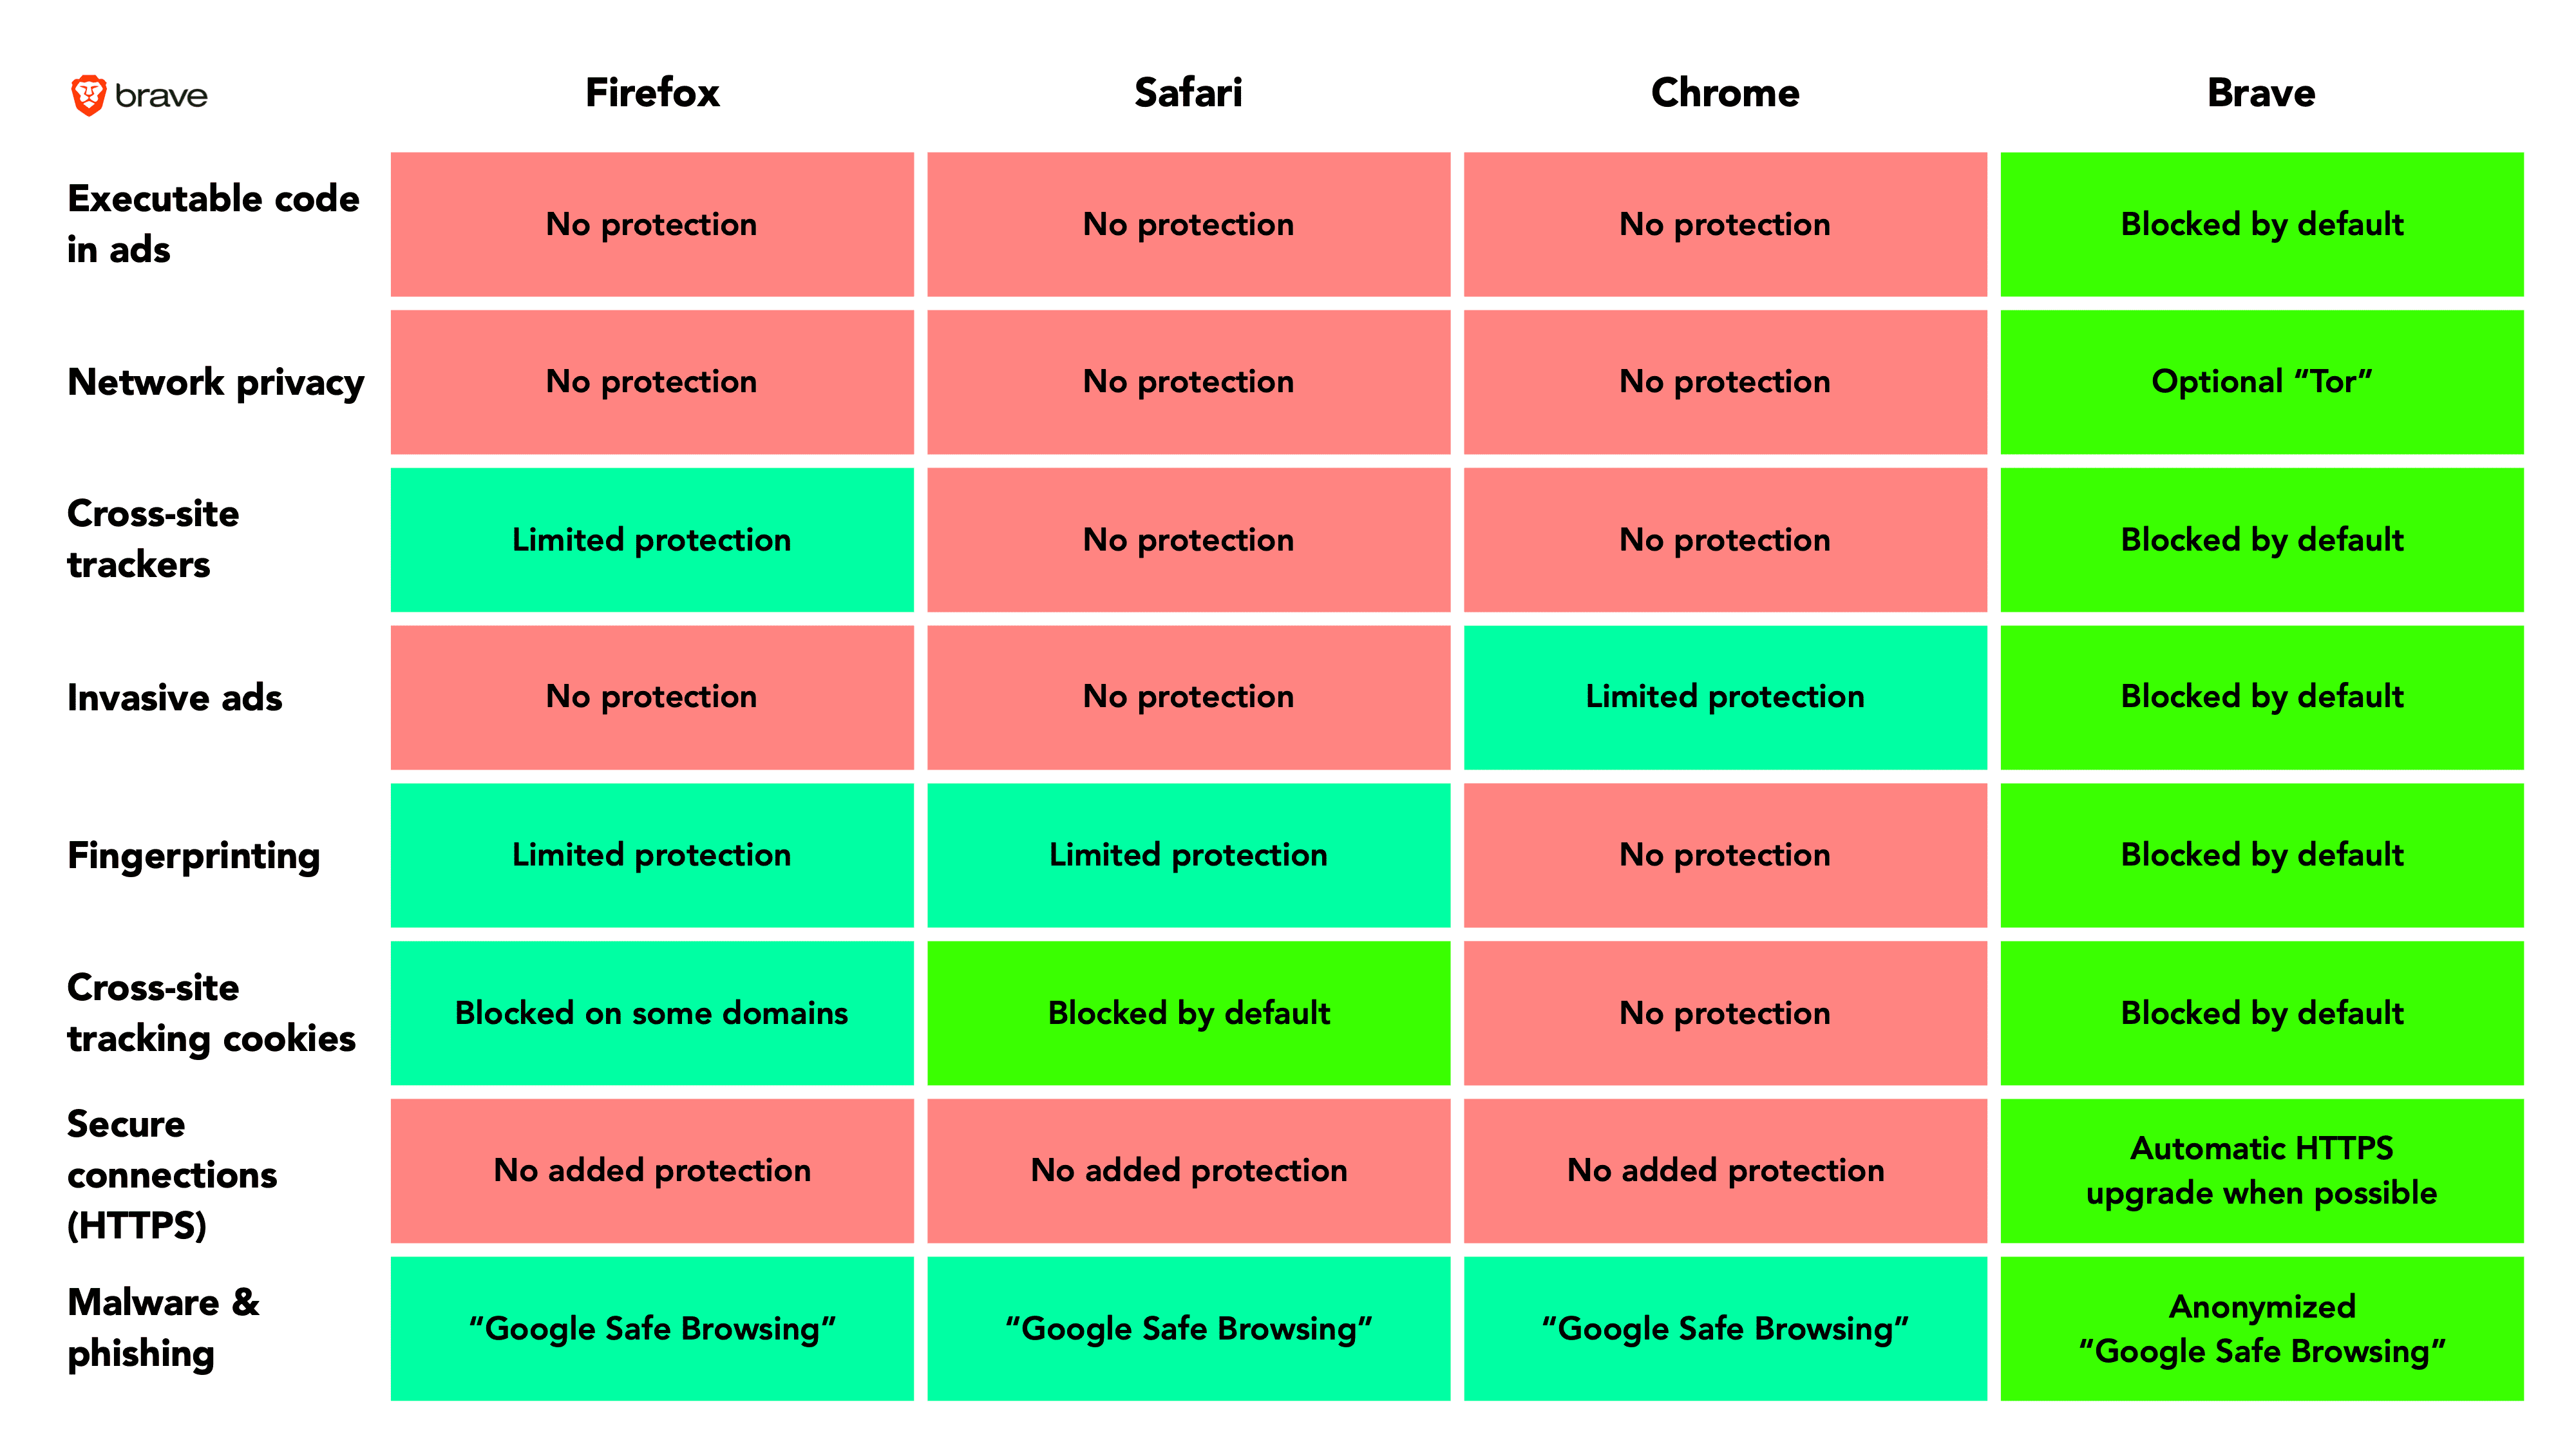 brave
Firefox
Safari
Chrome
Brave
Executable code
in ads
No protection
No protection
No protection
Blocked by default
Network privacy
No protection
No protection
No protection
Optional “Tor”
Cross-site
trackers
Limited protection
No protection
No protection
Blocked by default
Invasive ads
No protection
No protection
Limited protection
Blocked by default
Fingerprinting
Limited protection
Limited protection
No protection
Blocked by default
Cross-site
tracking cookies
Blocked on some domains
Blocked by default
No protection
Blocked by default
Secure
connections
(HTTPS)
No added protection
No added protection
No added protection
Automatic HTTPS
upgrade when possible
Malware &
phishing
“Google Safe Browsing”
“Google Safe Browsing”
“Google Safe Browsing”
Anonymized
“Google Safe Browsing”